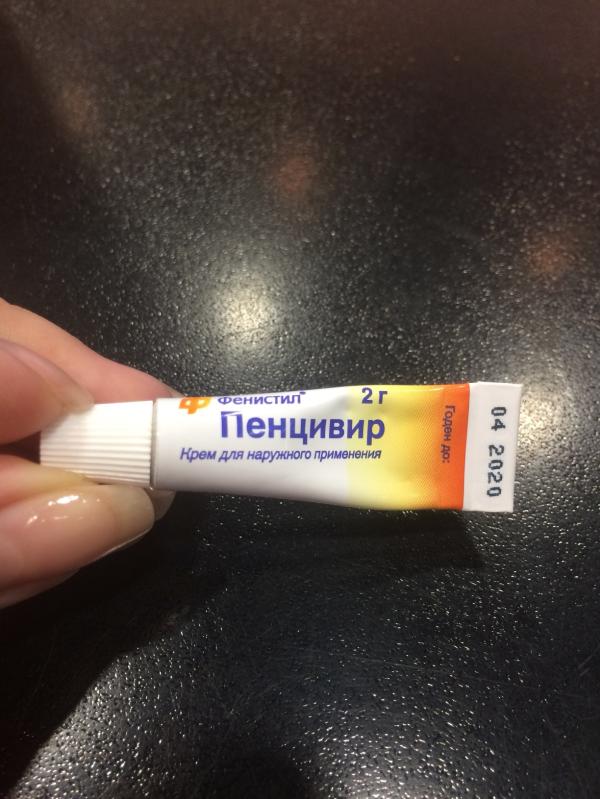 Фенистил® 2 г
Пенцивир
Крем для наружного применения
Годен до:
04 2020